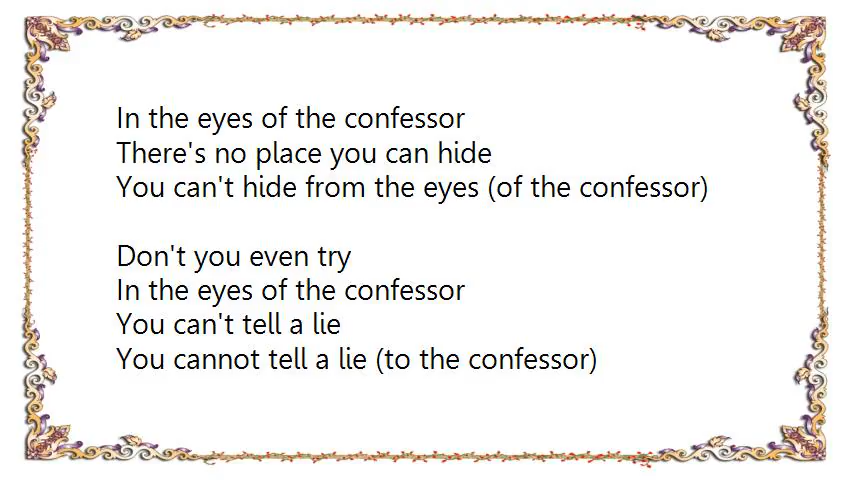 In the eyes of the confessor
There's no place you can hide
You can't hide from the eyes (of the confessor)
Don't you even try
In the eyes of the confessor
You can't tell a lie
You cannot tell a lie (to the confessor)